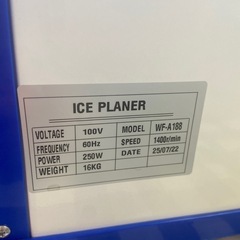 ICE PLANER
VOLTAGE 100V MODEL WF-A188
FREQUENCY 60Hz SPEED 1400r/min
POWER 250W DATE 25/07/22
WEIGHT 16KG